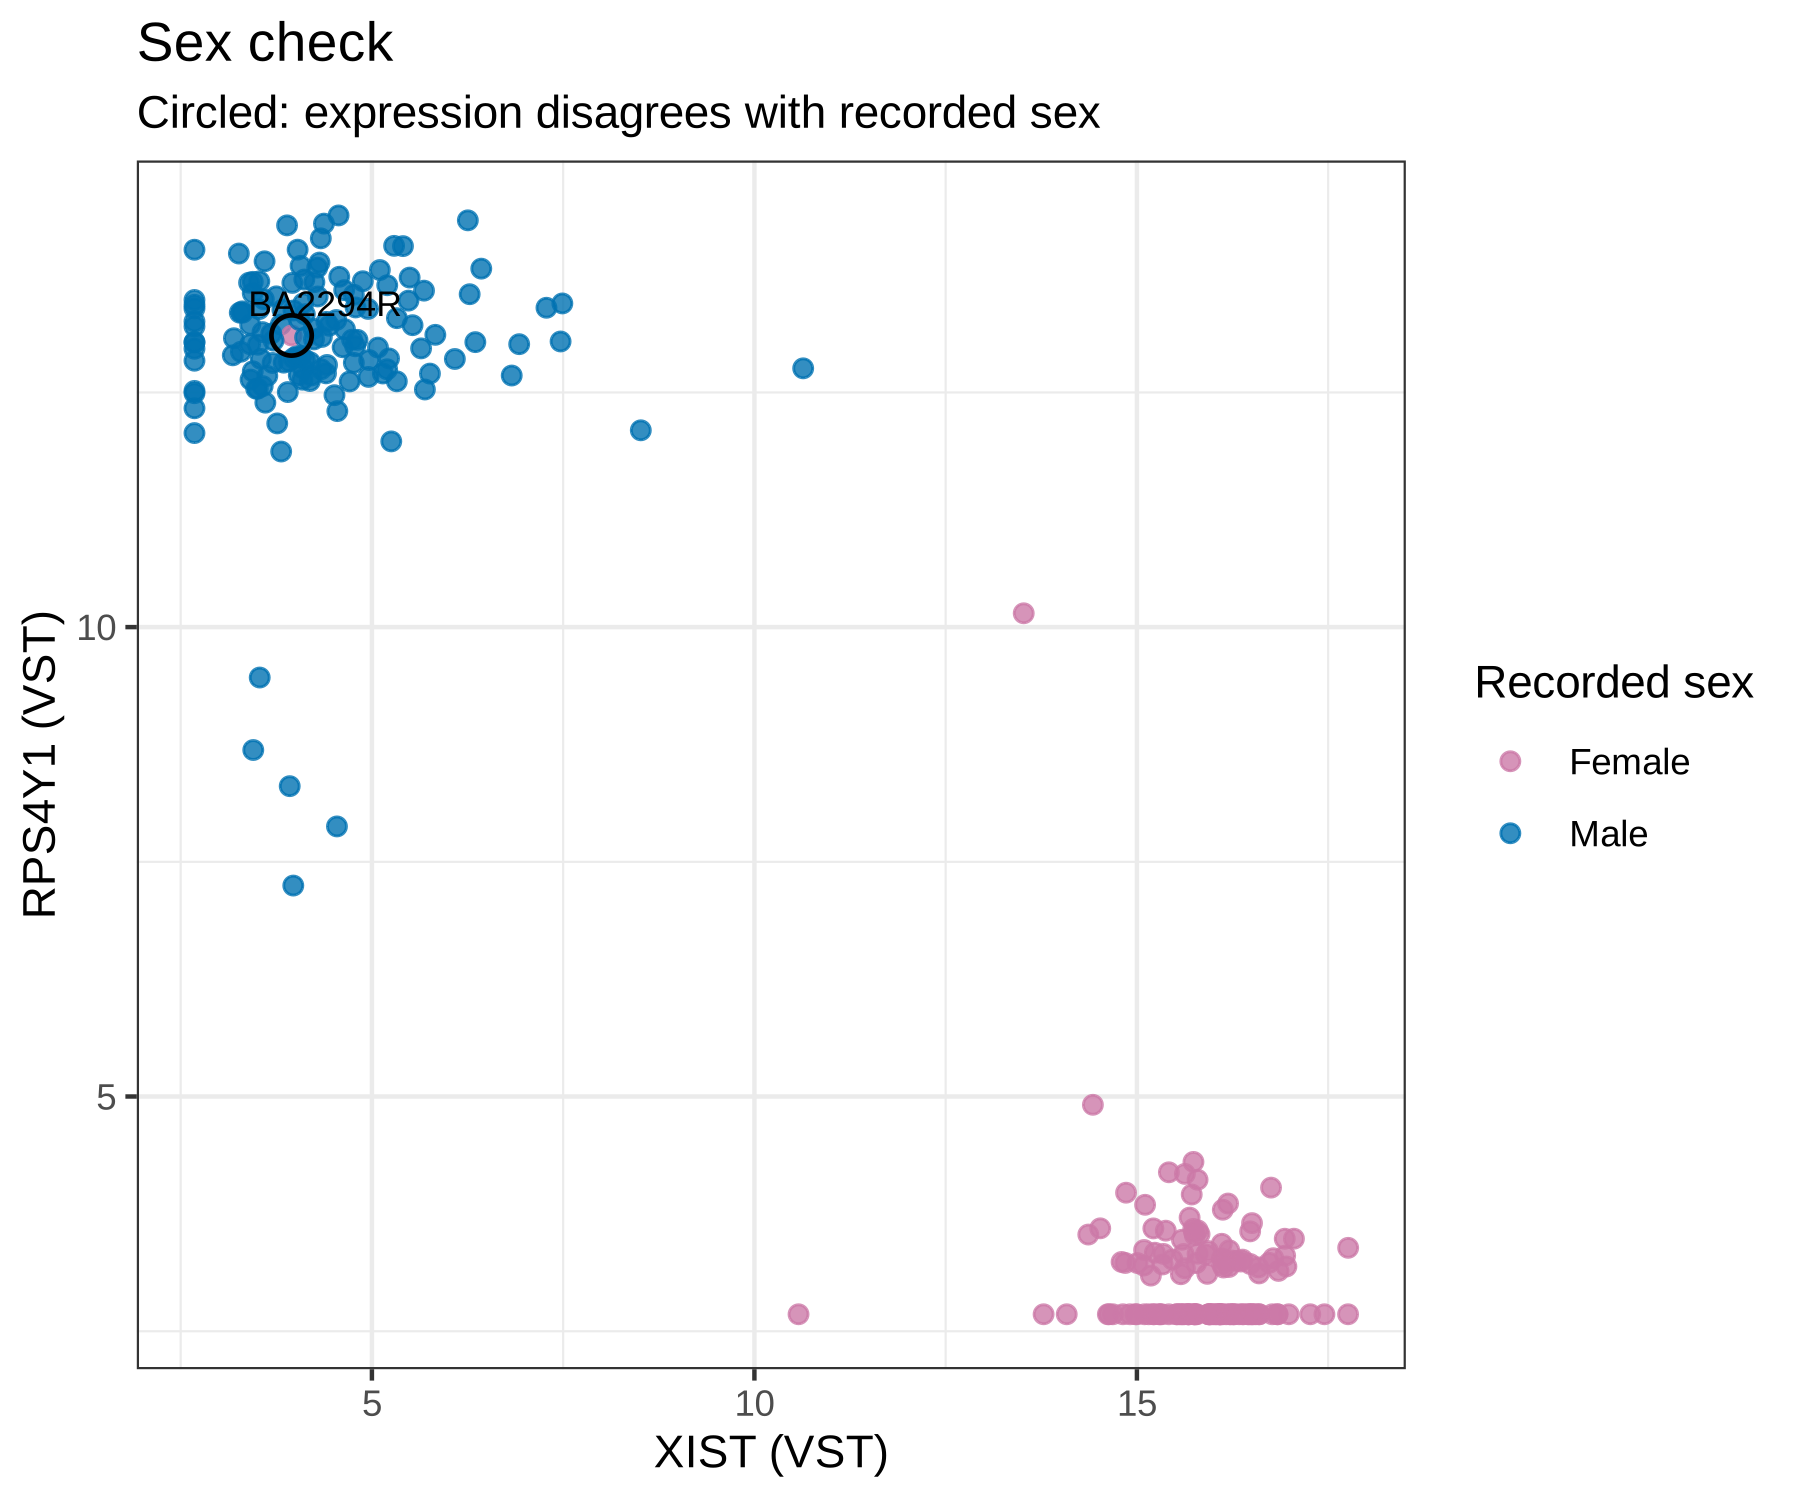 Sex check
Circled: expression disagrees with recorded sex
BA2294R
RPS4Y1 (VST)
10
5
5
10
15
XIST (VST)
Recorded sex
Female
Male